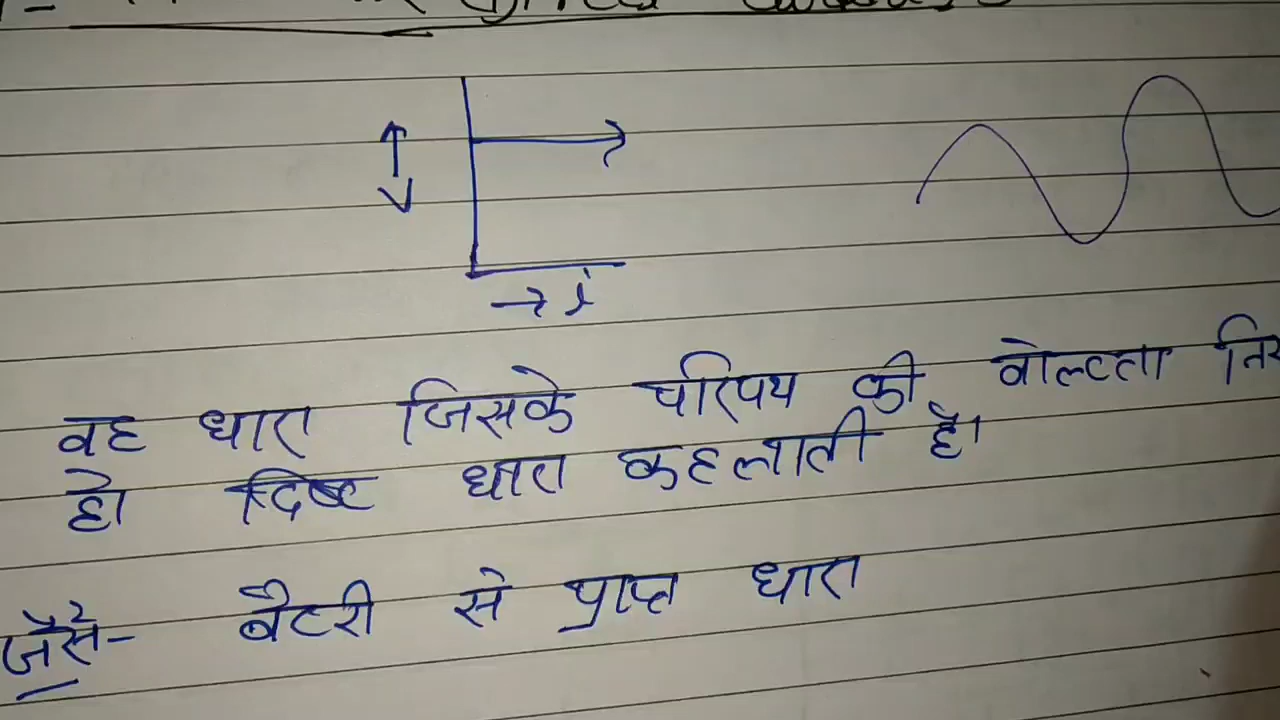 वह धारा जिसके परिपथ की वोल्टता
हो दिष्ट धारा कहलाती है।
जैसे- बैटरी से प्राप्त धारा